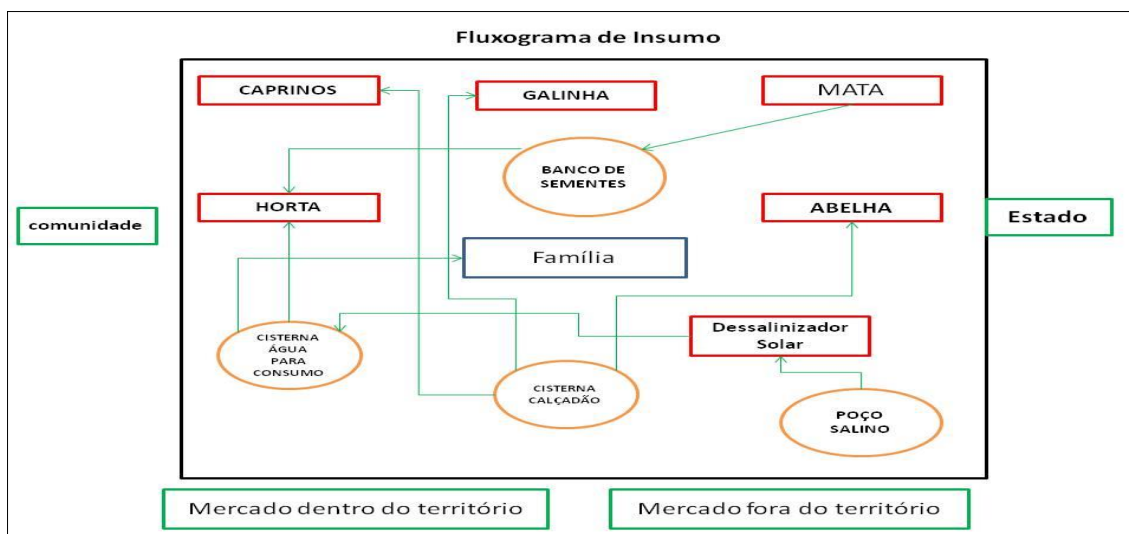 Fluxograma de Insumo
CAPRINOS
GALINHA
MATA
BANCO DE
SEMENTES
HORTA
ABELHA
comunidade
Estado
Família
CISTERNA
ÁGUA
PARA
CONSUMO
Dessalinizador
Solar
CISTERNA
CALÇADÃO
POÇO
SALINO
Mercado dentro do território
Mercado fora do território